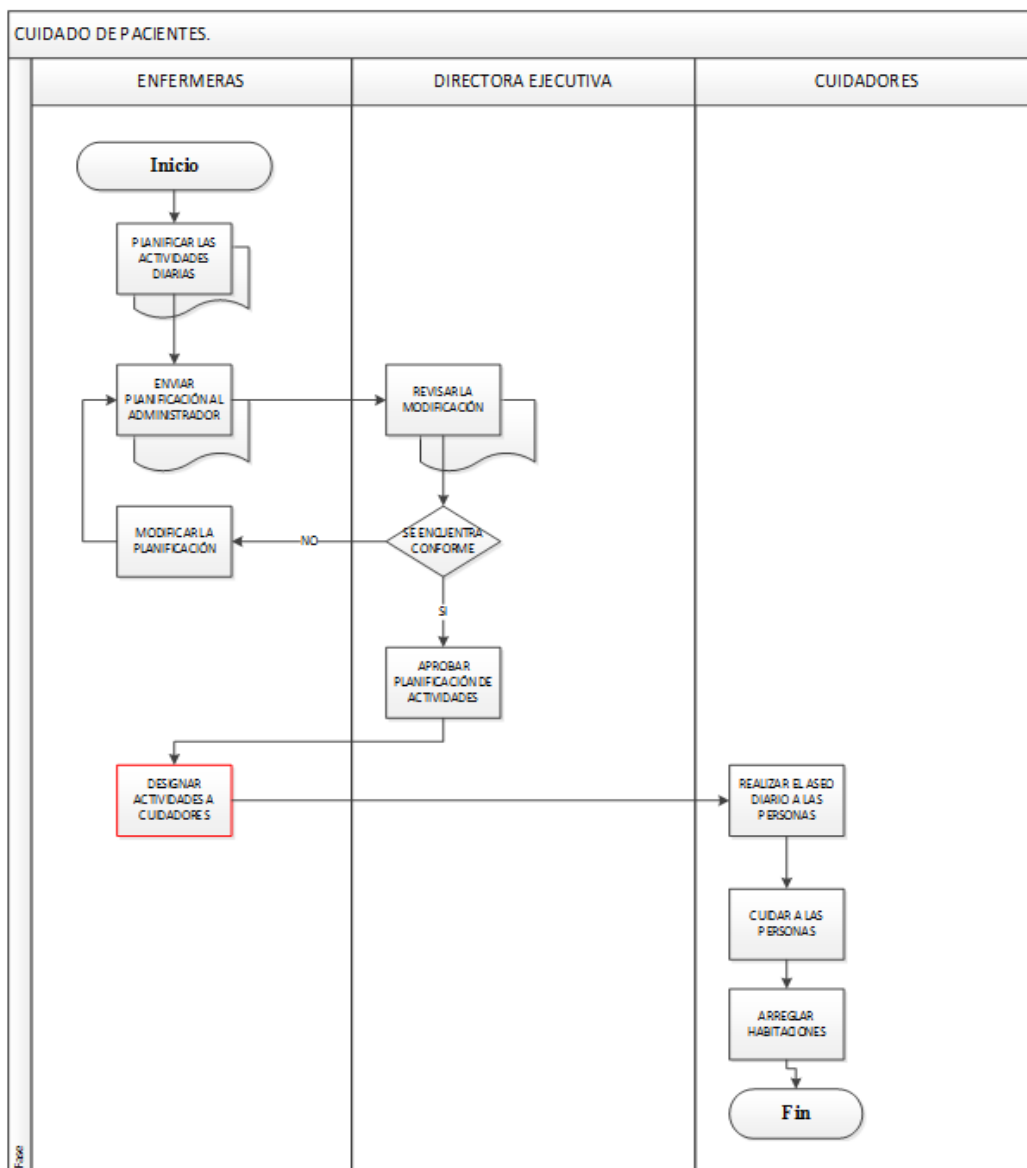 CUIDADO DE PACIENTES.
ENFERMERAS
DIRECTORA EJECUTIVA
CUIDADORES
Inicio
PLANIFICAR LAS
ACTIVIDADES
DIARIAS
ENVIAR
PLANIFICACIÓN AL
ADMINISTRADOR
REVISAR LA
MODIFICACIÓN
MODIFICAR LA
PLANIFICACIÓN
NO
SE ENCUENTRA
CONFORME
SI
APROBAR
PLANIFICACIÓN DE
ACTIVIDADES
DESIGNAR
ACTIVIDADES A
CUIDADORES
REALIZAR EL ASEO
DIARIO A LAS
PERSONAS
CUIDAR A LAS
PERSONAS
ARREGLAR
HABITACIONES
Fin
Fase